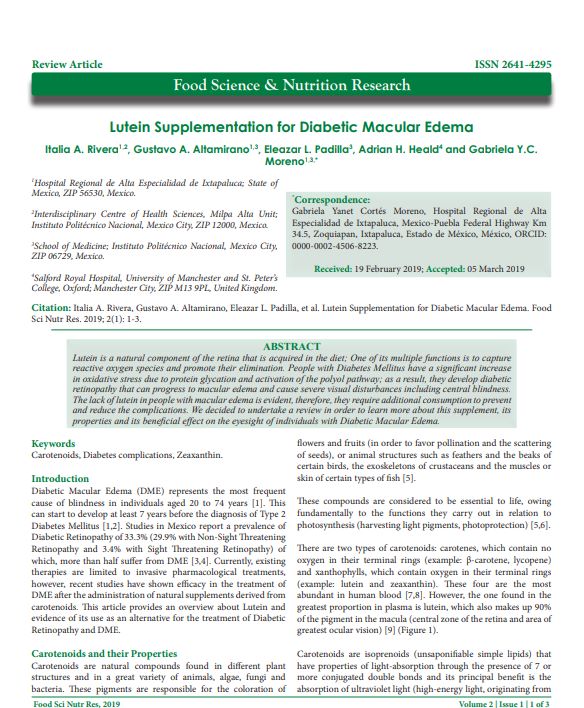 Review Article
ISSN 2641-4295
Food Science & Nutrition Research
Lutein Supplementation for Diabetic Macular Edema
Italia A. Rivera1,2, Gustavo A. Altamirano1,3, Eleazar L. Padilla3, Adrian H. Heald4 and Gabriela Y.C.
Moreno1,3,*
1Hospital Regional de Alta Especialidad de Ixtapaluca; State of
Mexico, ZIP 56530, Mexico.
2Interdisciplinary Centre of Health Sciences, Milpa Alta Unit;
Instituto Politécnico Nacional, Mexico City, ZIP 12000, Mexico.
3School of Medicine; Instituto Politécnico Nacional, Mexico City,
ZIP 06729, Mexico.
4Salford Royal Hospital, University of Manchester and St. Peter's
College, Oxford; Manchester City, ZIP M13 9PL, United Kingdom.
*Correspondence:
Gabriela Yanet Cortés Moreno, Hospital Regional de Alta
Especialidad de Ixtapaluca, Mexico-Puebla Federal Highway Km
34.5, Zoquiapan, Ixtapaluca, Estado de México, México, ORCID:
0000-0002-4506-8223.
Received: 19 February 2019; Accepted: 05 March 2019
Citation: Italia A. Rivera, Gustavo A. Altamirano, Eleazar L. Padilla, et al. Lutein Supplementation for Diabetic Macular Edema. Food
Sci Nutr Res. 2019; 2(1): 1-3.
ABSTRACT
Lutein is a natural component of the retina that is acquired in the diet; One of its multiple functions is to capture
reactive oxygen species and promote their elimination. People with Diabetes Mellitus have a significant increase
in oxidative stress due to protein glycation and activation of the polyol pathway; as a result, they develop diabetic
retinopathy that can progress to macular edema and cause severe visual disturbances including central blindness.
The lack of lutein in people with macular edema is evident, therefore, they require additional consumption to prevent
and reduce the complications. We decided to undertake a review in order to learn more about this supplement, its
properties and its beneficial effect on the eyesight of individuals with Diabetic Macular Edema.
Keywords
Carotenoids, Diabetes complications, Zeaxanthin.
Introduction
Diabetic Macular Edema (DME) represents the most frequent
cause of blindness in individuals aged 20 to 74 years [1]. This
can start to develop at least 7 years before the diagnosis of Type 2
Diabetes Mellitus [1,2]. Studies in Mexico report a prevalence of
Diabetic Retinopathy of 33.3% (29.9% with Non-Sight Threatening
Retinopathy and 3.4% with Sight Threatening Retinopathy) of
which, more than half suffer from DME [3,4]. Currently, existing
therapies are limited to invasive pharmacological treatments,
however, recent studies have shown efficacy in the treatment of
DME after the administration of natural supplements derived from
carotenoids. This article provides an overview about Lutein and
evidence of its use as an alternative for the treatment of Diabetic
Retinopathy and DME.
Carotenoids and their Properties
Carotenoids are natural compounds found in different plant
structures and in a great variety of animals, algae, fungi and
bacteria. These pigments are responsible for the coloration of
flowers and fruits (in order to favor pollination and the scattering
of seeds), or animal structures such as feathers and the beaks of
certain birds, the exoskeletons of crustaceans and the muscles or
skin of certain types of fish [5].
These compounds are considered to be essential to life, owing
fundamentally to the functions they carry out in relation to
photosynthesis (harvesting light pigments, photoprotection) [5,6].
There are two types of carotenoids: carotenes, which contain no
oxygen in their terminal rings (example: β-carotene, lycopene)
and xanthophylls, which contain oxygen in their terminal rings
(example: lutein and zeaxanthin). These four are the most
abundant in human blood [7,8]. However, the one found in the
greatest proportion in plasma is lutein, which also makes up 90%
of the pigment in the macula (central zone of the retina and area of
greatest ocular vision) [9] (Figure 1).
Carotenoids are isoprenoids (unsaponifiable simple lipids) that
have properties of light-absorption through the presence of 7 or
more conjugated double bonds and its principal benefit is the
absorption of ultraviolet light (high-energy light, originating from
Food Sci Nutr Res, 2019
Volume 2 | Issue 1 | 1 of 3